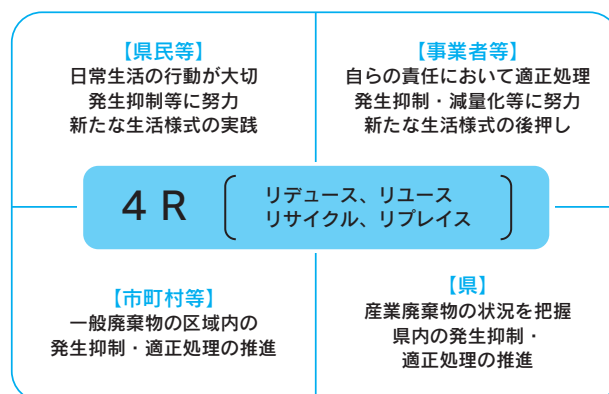 【県民等】
日常生活の行動が大切
発生抑制等に努力
新たな生活様式の実践
【事業者等】
自らの責任において適正処理
発生抑制・減量化等に努力
新たな生活様式の後押し
4R
リデュース、リユース
リサイクル、リプレイス
【市町村等】
一般廃棄物の区域内の
発生抑制・適正処理の推進
【県】
産業廃棄物の状況を把握
県内の発生抑制・
適正処理の推進